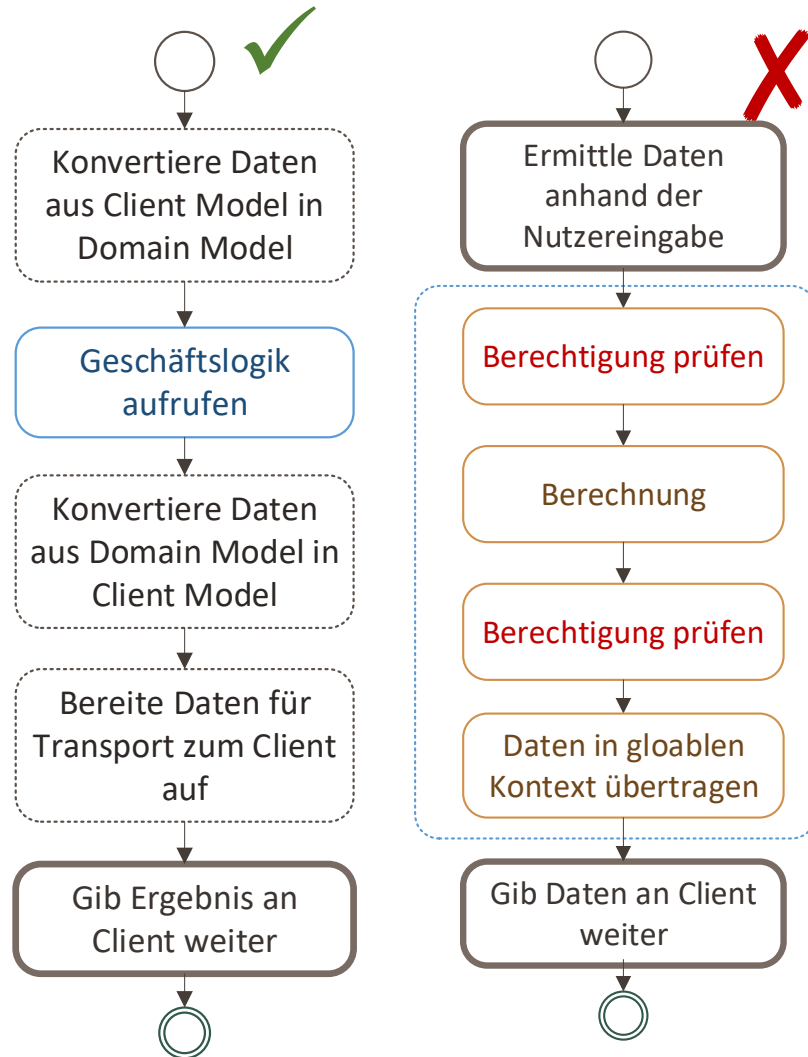 Konvertiere Daten
aus Client Model in
Domain Model
Geschäftslogik
aufrufen
Konvertiere Daten
aus Domain Model in
Client Model
Bereite Daten für
Transport zum Client
auf
Gib Ergebnis an
Client weiter
Ermittle Daten
anhand der
Nutzereingabe
Berechtigung prüfen
Berechnung
Berechtigung prüfen
Daten in gloablen
Kontext übertragen
Gib Daten an Client
weiter